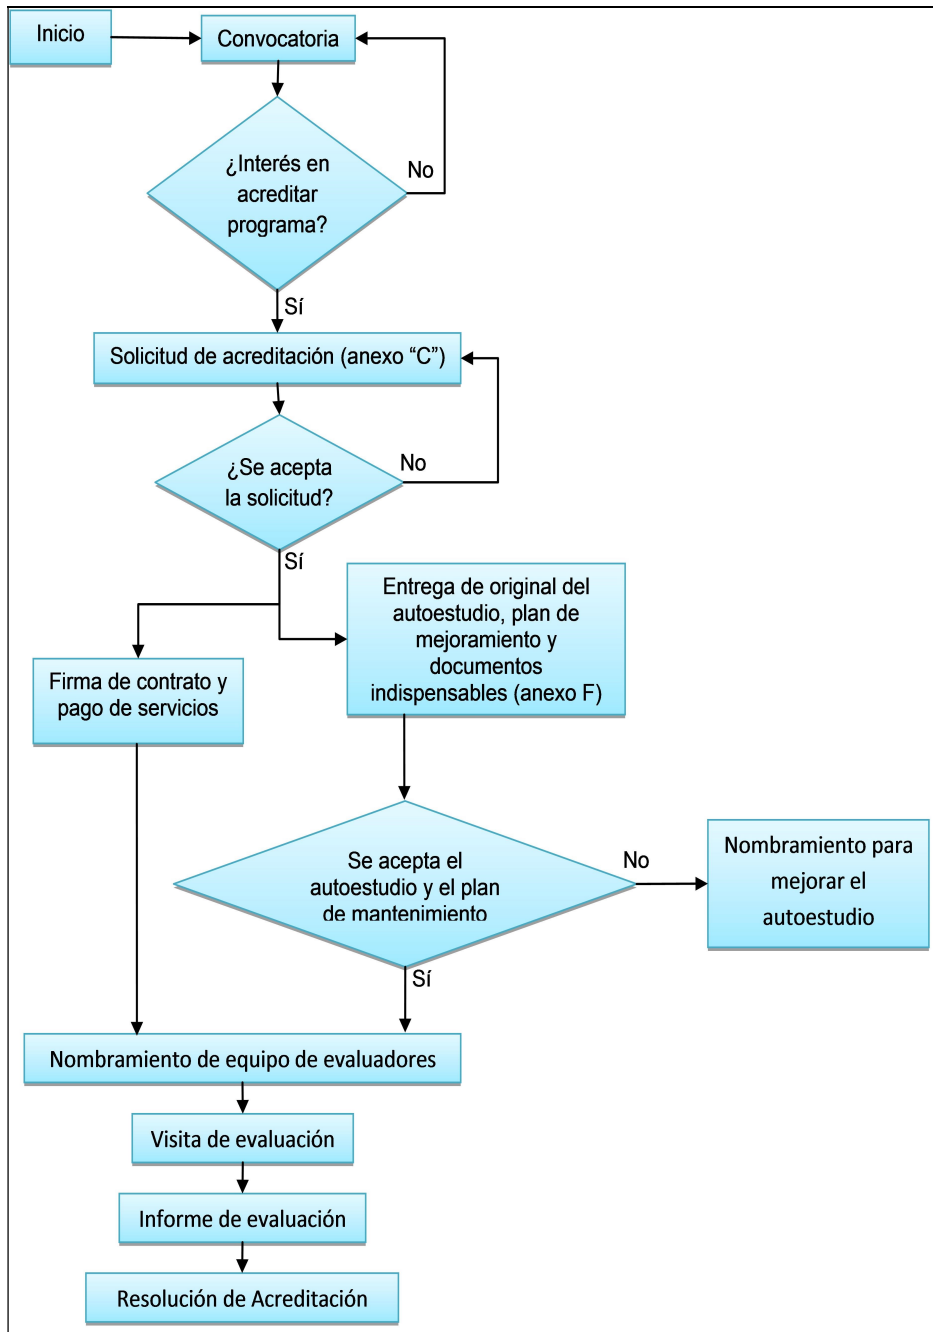 Inicio
Convocatoria
¿Interés en
acreditar
programa?
No
Sí
Solicitud de acreditación (anexo “C”)
¿Se acepta
la solicitud?
No
Sí
Entrega de original del
autoestudio, plan de
mejoramiento y
documentos
indispensables (anexo F)
Firma de contrato y
pago de servicios
Se acepta el
autoestudio y el plan
de mantenimiento
No
Nombramiento para
mejorar el
autoestudio
Sí
Nombramiento de equipo de evaluadores
Visita de evaluación
Informe de evaluación
Resolución de Acreditación